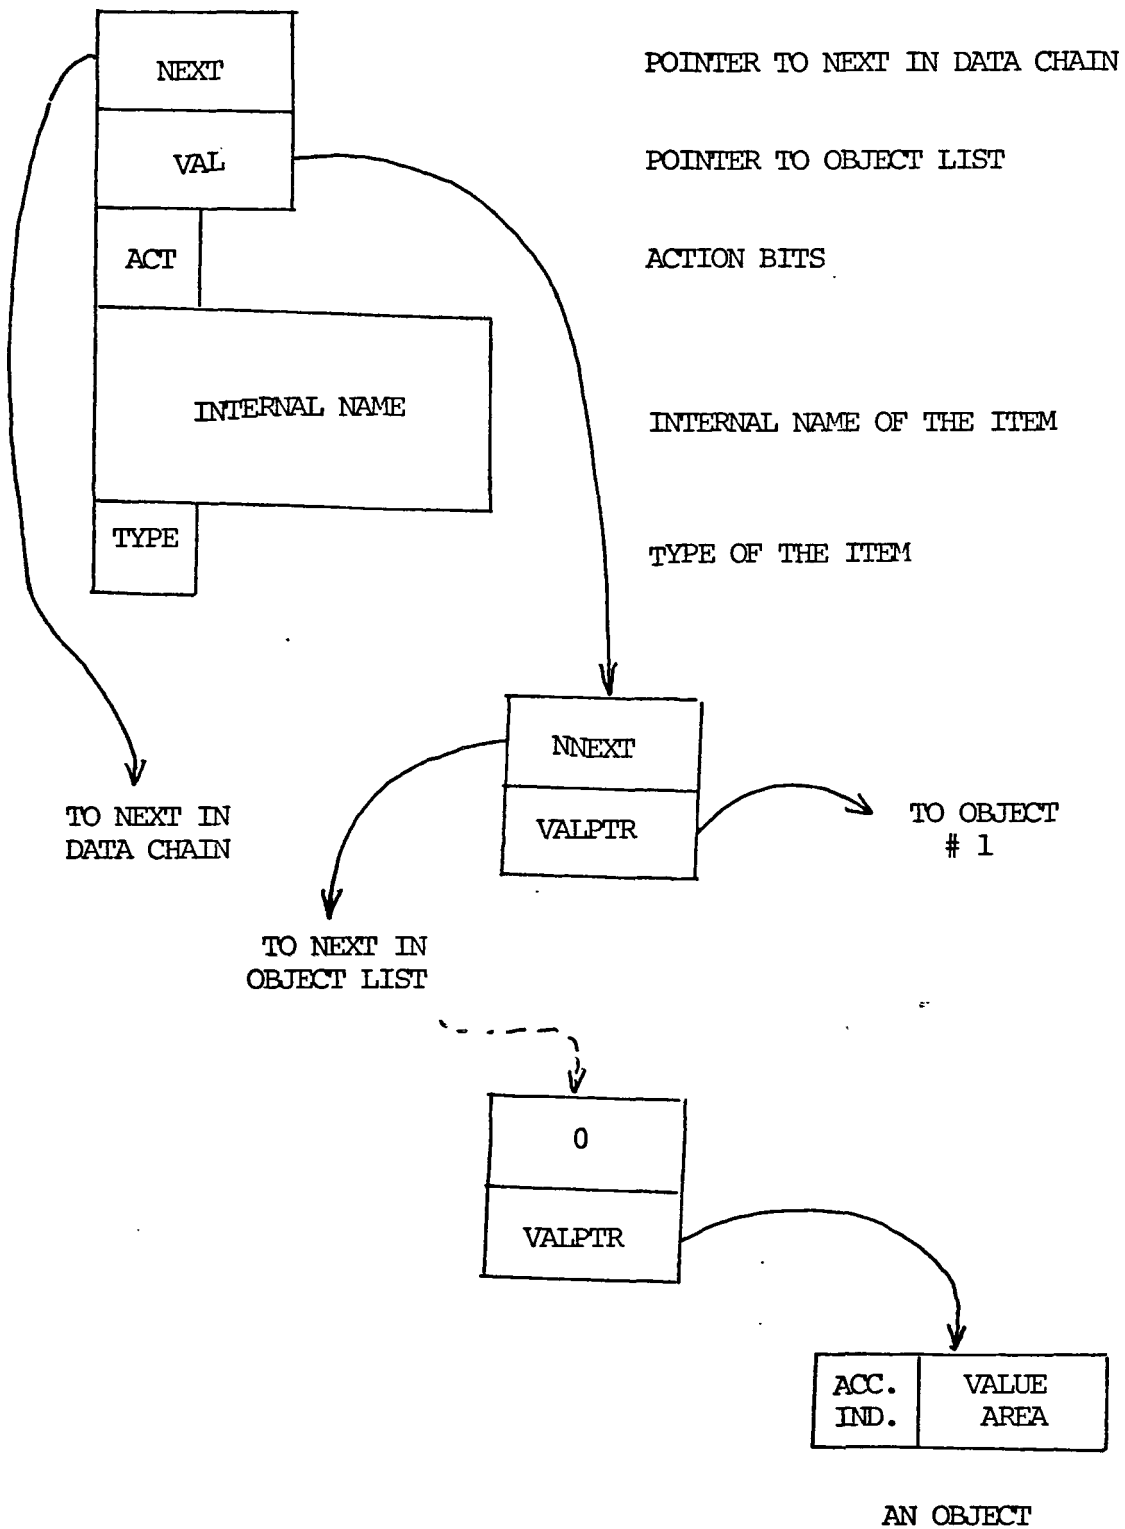 NEXT
POINTER TO NEXT IN DATA CHAIN
VAL
POINTER TO OBJECT LIST
ACT
ACTION BITS
INTERNAL NAME
INTERNAL NAME OF THE ITEM
TYPE
TYPE OF THE ITEM
NNEXT
VALPTR
TO NEXT IN
DATA CHAIN
TO OBJECT
# 1
TO NEXT IN
OBJECT LIST
0
VALPTR
ACC.
IND.
VALUE
AREA
AN OBJECT